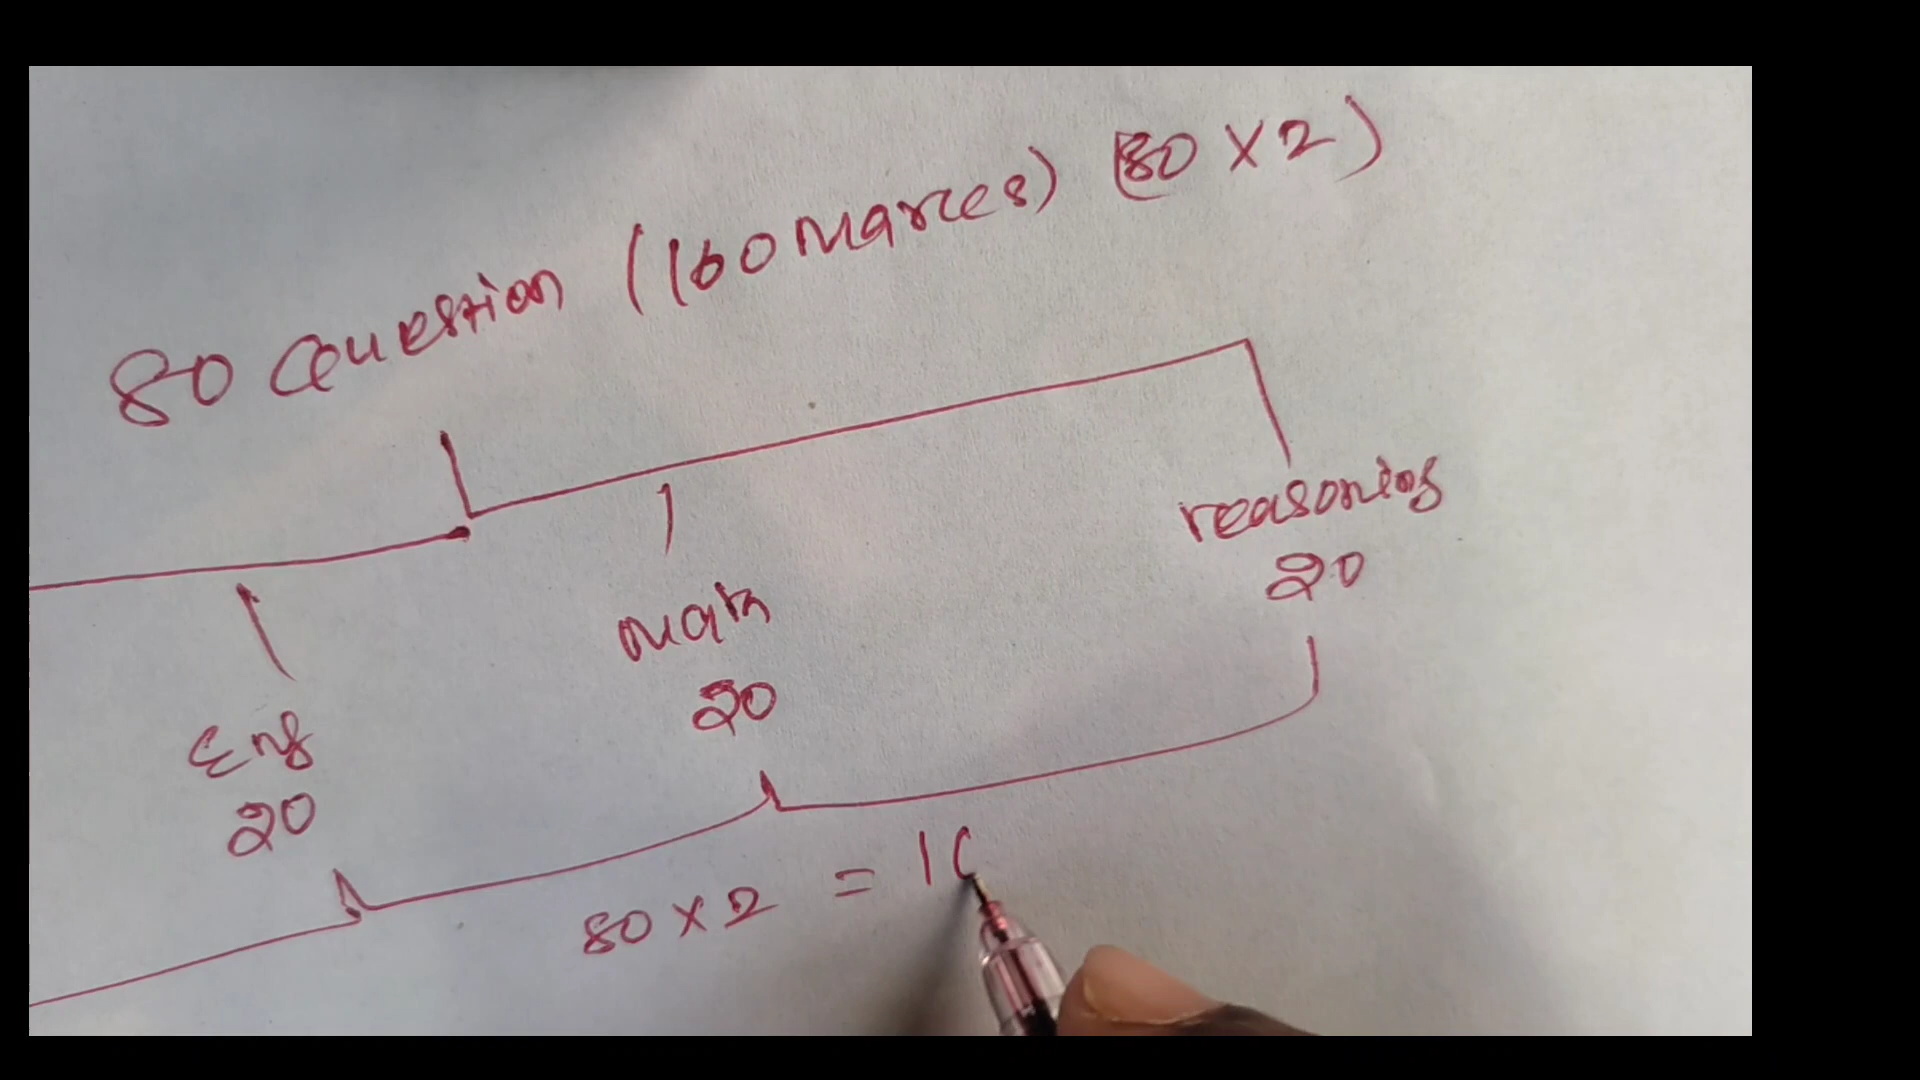 80 Question (160 Marks) (80 × 2)
reasoning
20
Math
20
Eng
20
80 × 2 = 16